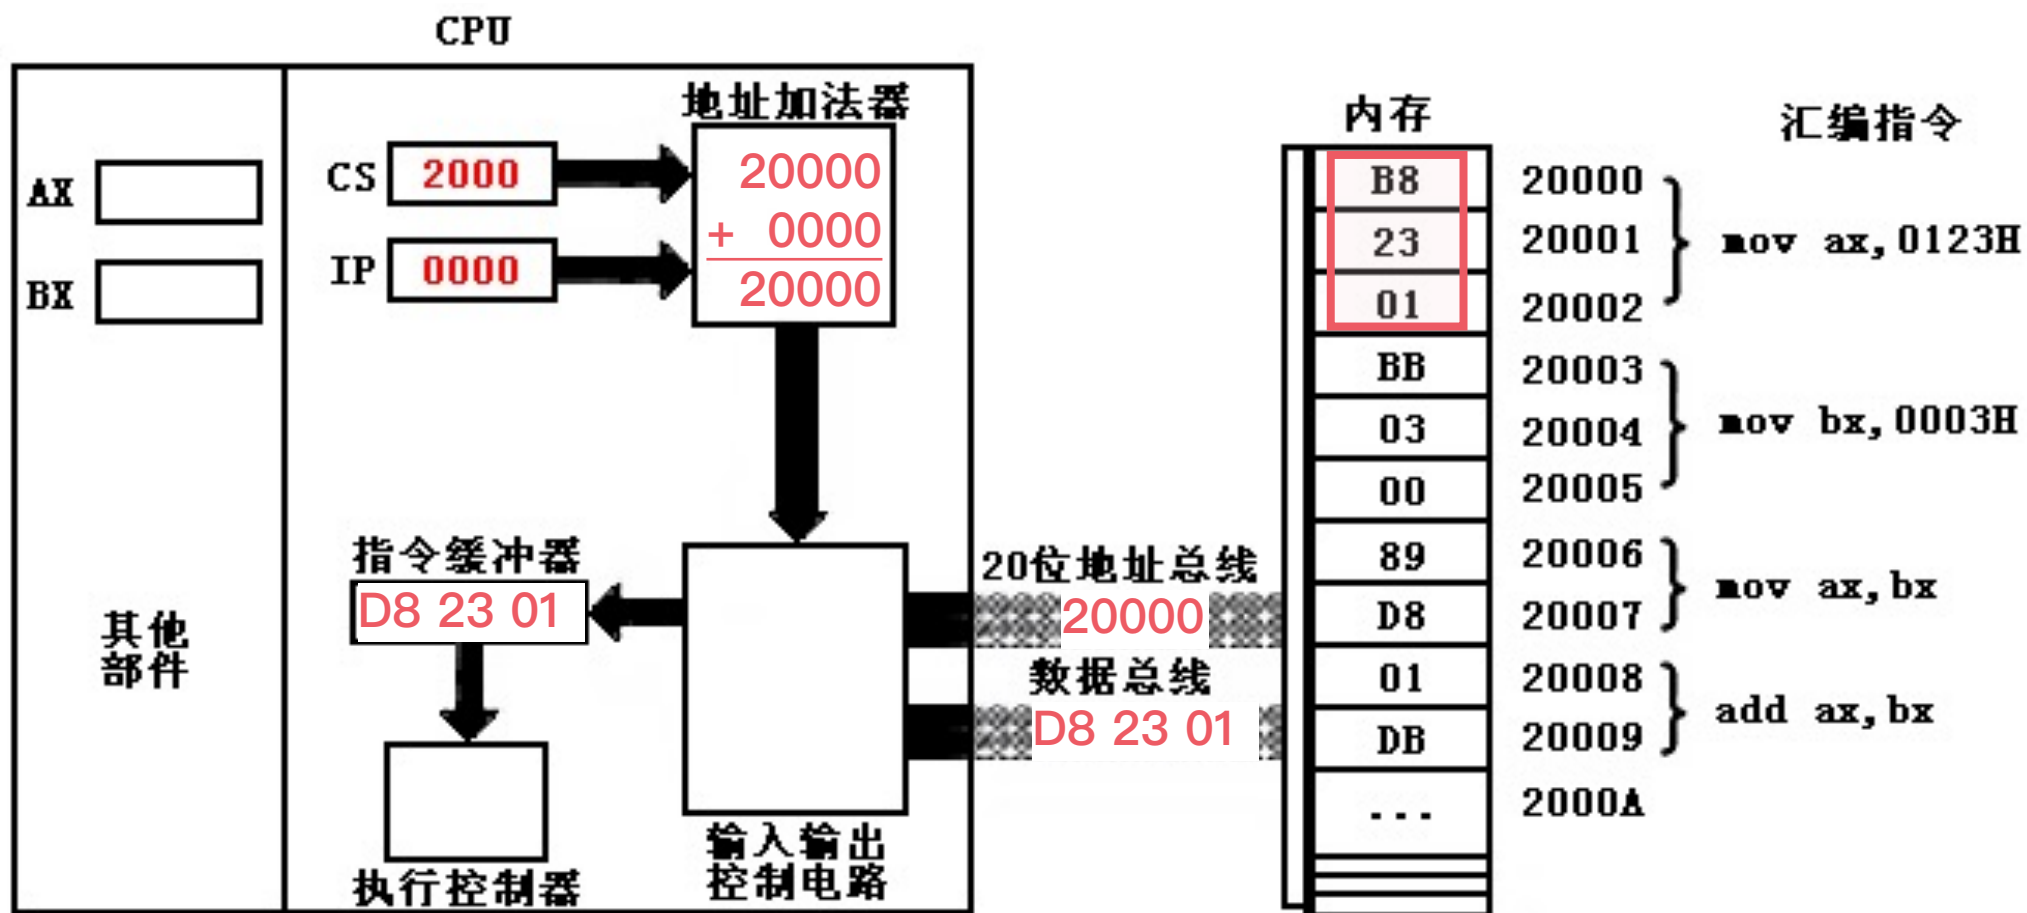 CPU
地址加法器
AX
BX
CS
2000
IP
0000
20000
+ 0000
20000
指令缓冲器
D8 23 01
其他
部件
执行控制器
输入输出
控制电路
20位地址总线
20000
数据总线
D8 23 01
内存
汇编指令
B8 20000
23 20001 mov ax,0123H
01 20002
BB 20003
03 20004 mov bx,0003H
00 20005
89 20006
D8 20007 mov ax,bx
01 20008
DB 20009 add ax,bx
... 2000A